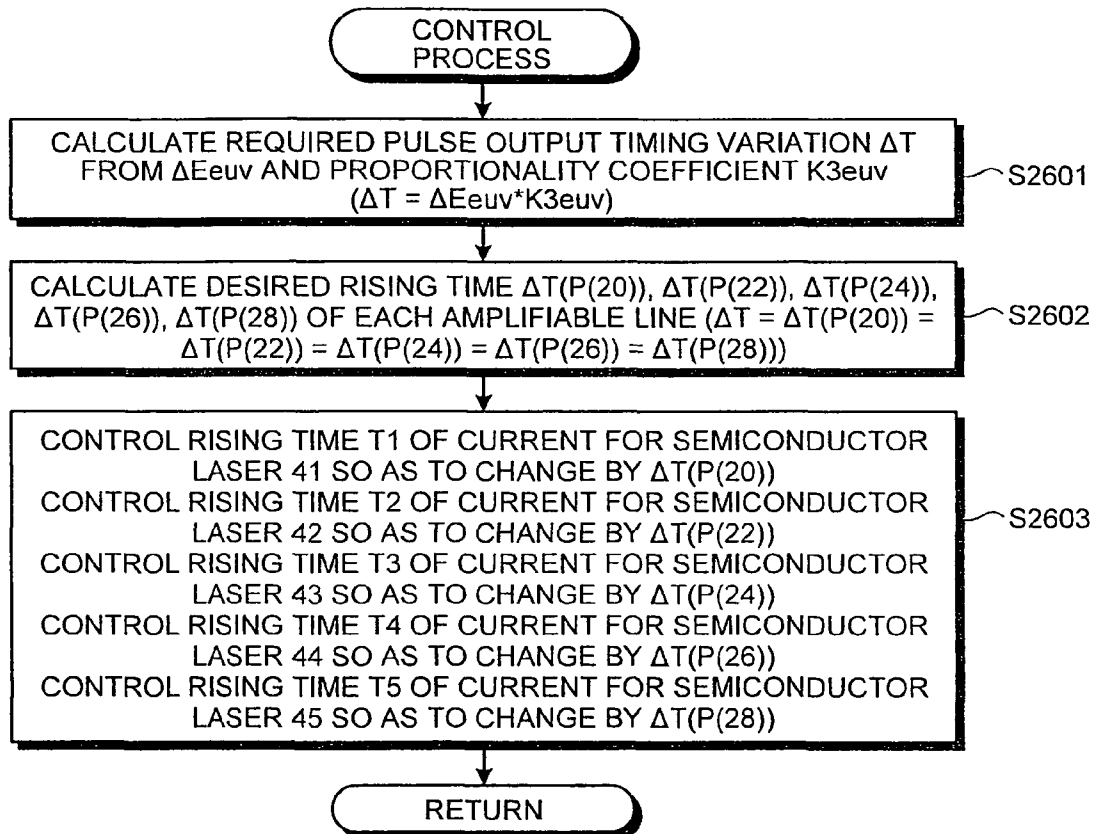 CONTROL
PROCESS
CALCULATE REQUIRED PULSE OUTPUT TIMING VARIATION ΔT
FROM ΔEeuv AND PROPORTIONALITY COEFFICIENT K3euv
(ΔT = ΔEeuv*K3euv)
S2601
CALCULATE DESIRED RISING TIME ΔT(P(20)), ΔT(P(22)), ΔT(P(24)),
ΔT(P(26)), ΔT(P(28)) OF EACH AMPLIFIABLE LINE (ΔT = ΔT(P(20)) =
ΔT(P(22)) = ΔT(P(24)) = ΔT(P(26)) = ΔT(P(28)))
S2602
CONTROL RISING TIME T1 OF CURRENT FOR SEMICONDUCTOR
LASER 41 SO AS TO CHANGE BY ΔT(P(20))
CONTROL RISING TIME T2 OF CURRENT FOR SEMICONDUCTOR
LASER 42 SO AS TO CHANGE BY ΔT(P(22))
CONTROL RISING TIME T3 OF CURRENT FOR SEMICONDUCTOR
LASER 43 SO AS TO CHANGE BY ΔT(P(24))
CONTROL RISING TIME T4 OF CURRENT FOR SEMICONDUCTOR
LASER 44 SO AS TO CHANGE BY ΔT(P(26))
CONTROL RISING TIME T5 OF CURRENT FOR SEMICONDUCTOR
LASER 45 SO AS TO CHANGE BY ΔT(P(28))
S2603
RETURN